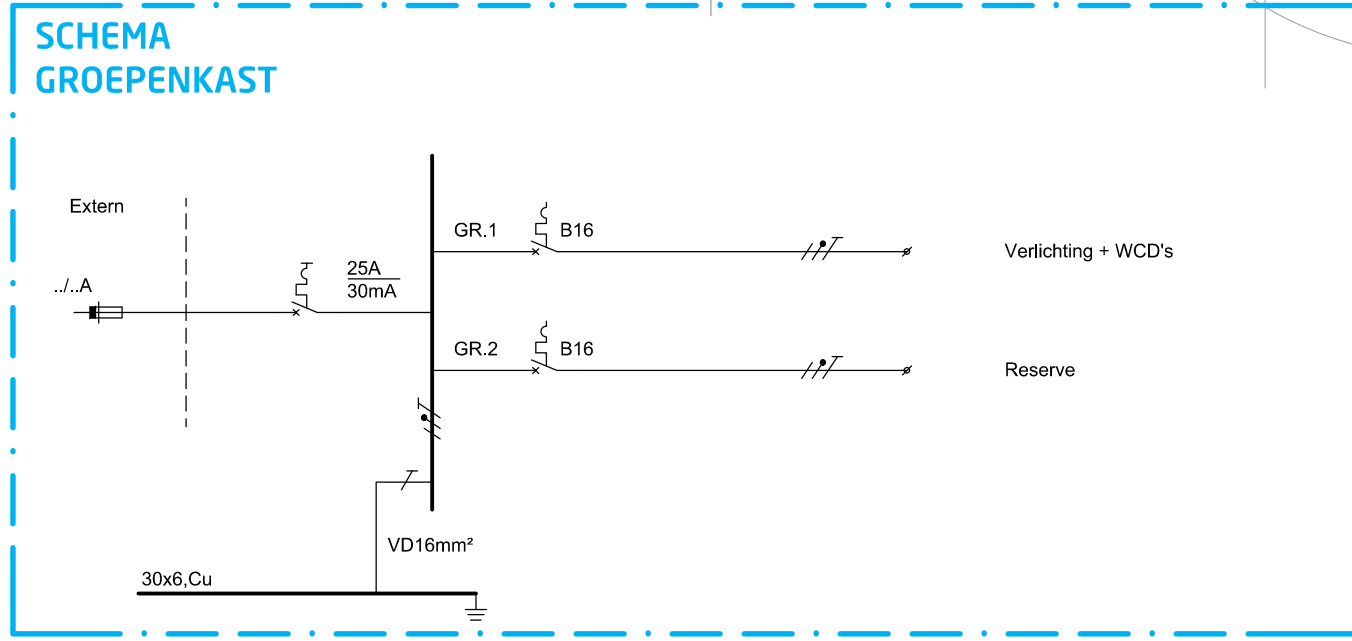 SCHEMA
GROEPENKAST
Extern
../..A
25A
30mA
GR.1
B16
Verlichting + WCD's
GR.2
B16
Reserve
VD16mm²
30x6,Cu